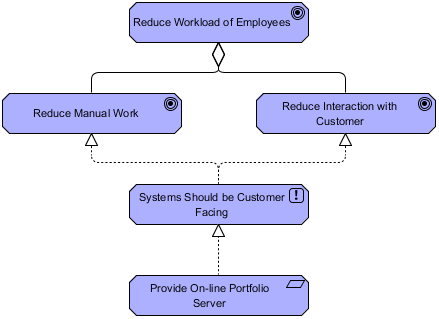 Reduce Workload of Employees
Reduce Manual Work
Reduce Interaction with
Customer
Systems Should be Customer
Facing
!
Provide On-line Portfolio
Server